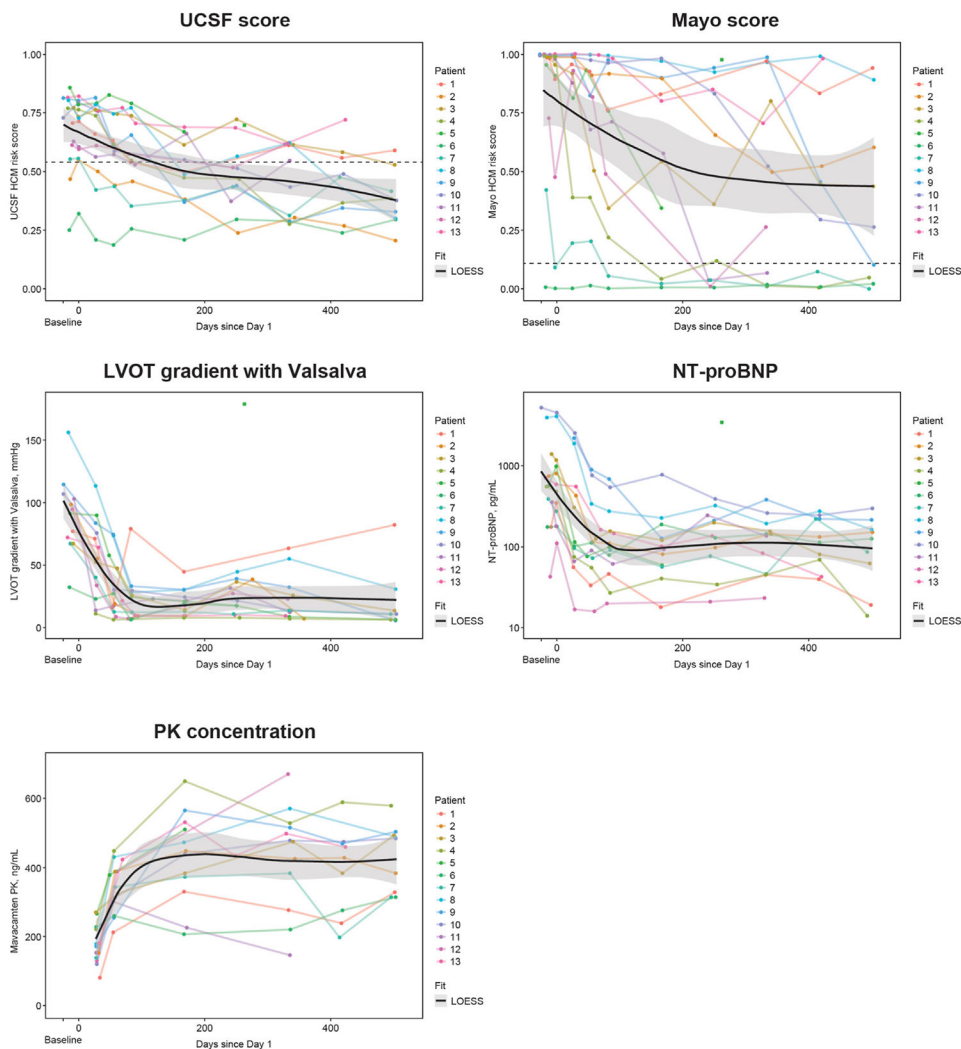 UCSF score
UCSF HCM risk score
1.00
0.75
0.50
0.25
0.00
0
200
400
Baseline
Days since Day 1
Patient
1
2
3
4
5
6
7
8
9
10
11
12
13
Fit
LOESS
Mayo score
Mayo HCM risk score
1.00
0.75
0.50
0.25
0.00
0
200
400
Baseline
Days since Day 1
Patient
1
2
3
4
5
6
7
8
9
10
11
12
13
Fit
LOESS
LVOT gradient with Valsalva
LVOT gradient with Valsalva, mmHg
150
100
50
0
0
200
400
Baseline
Days since Day 1
Patient
1
2
3
4
5
6
7
8
9
10
11
12
13
Fit
LOESS
NT-proBNP
NT-proBNP, pg/mL
1000
100
10
0
200
400
Baseline
Days since Day 1
Patient
1
2
3
4
5
6
7
8
9
10
11
12
13
Fit
LOESS
PK concentration
Mavacamten PK, ng/mL
600
400
200
0
0
200
400
Baseline
Days since Day 1
Patient
1
2
3
4
5
6
7
8
9
10
11
12
13
Fit
LOESS